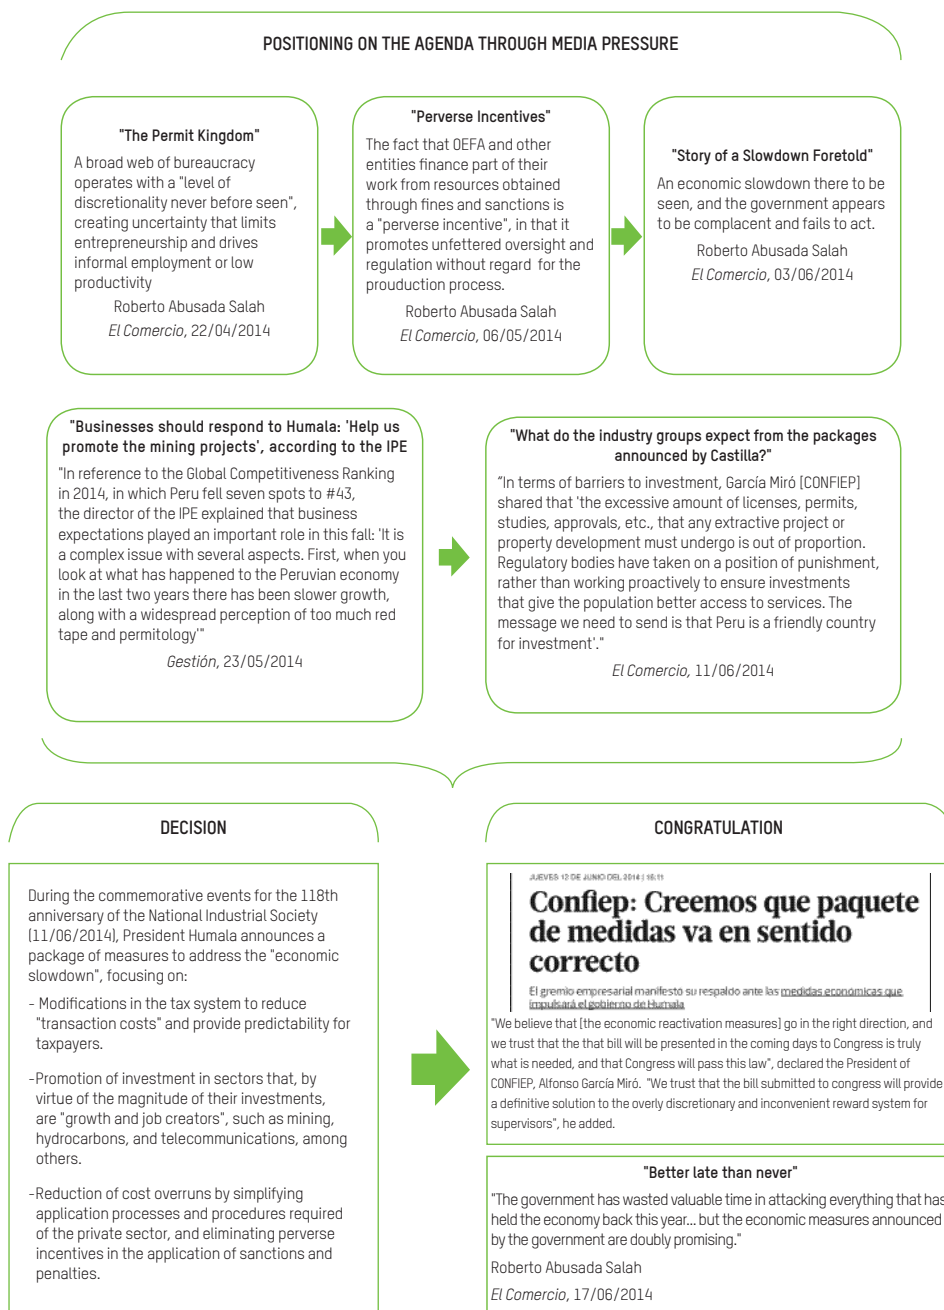 POSITIONING ON THE AGENDA THROUGH MEDIA PRESSURE
"The Permit Kingdom"
A broad web of bureaucracy
operates with a "level of
discretionality never before seen",
creating uncertainty that limits
entrepreneurship and drives
informal employment or low
productivity
Roberto Abusada Salah
El Comercio, 22/04/2014
"Perverse Incentives"
The fact that OEFA and other
entities finance part of their
work from resources obtained
through fines and sanctions is
a "perverse incentive", in that it
promotes unfettered oversight and
regulation without regard for the
prouduction process.
Roberto Abusada Salah
El Comercio, 06/05/2014
"Story of a Slowdown Foretold"
An economic slowdown there to be
seen, and the government appears
to be complacent and fails to act.
Roberto Abusada Salah
El Comercio, 03/06/2014
"Businesses should respond to Humala: 'Help us
promote the mining projects', according to the IPE
"In reference to the Global Competitiveness Ranking
in 2014, in which Peru fell seven spots to #43,
the director of the IPE explained that business
expectations played an important role in this fall: 'It is
a complex issue with several aspects. First, when you
look at what has happened to the Peruvian economy
in the last two years there has been slower growth,
along with a widespread perception of too much red
tape and permitology'"
Gestión, 23/05/2014
"What do the industry groups expect from the packages
announced by Castilla?"
"In terms of barriers to investment, García Miró [CONFIEP]
shared that 'the excessive amount of licenses, permits,
studies, approvals, etc., that any extractive project or
property development must undergo is out of proportion.
Regulatory bodies have taken on a position of punishment,
rather than working proactively to ensure investments
that give the population better access to services. The
message we need to send is that Peru is a friendly country
for investment'."
El Comercio, 11/06/2014
DECISION
During the commemorative events for the 118th
anniversary of the National Industrial Society
(11/06/2014), President Humala announces a
package of measures to address the "economic
slowdown", focusing on:
- Modifications in the tax system to reduce
"transaction costs" and provide predictability for
taxpayers.
-Promotion of investment in sectors that, by
virtue of the magnitude of their investments,
are "growth and job creators", such as mining,
hydrocarbons, and telecommunications, among
others.
-Reduction of cost overruns by simplifying
application processes and procedures required
of the private sector, and eliminating perverse
incentives in the application of sanctions and
penalties.
CONGRATULATION
JUEVES 12 DE JUNIO DEL 2014 | 16:11
Confiep: Creemos que paquete
de medidas va en sentido
correcto
El gremio empresarial manifestó su respaldo ante las medidas económicas que
impulsará el gobierno de Humala
"We believe that [the economic reactivation measures] go in the right direction, and
we trust that the that bill will be presented in the coming days to Congress is truly
what is needed, and that Congress will pass this law", declared the President of
CONFIEP, Alfonso García Miró. "We trust that the bill submitted to congress will provide
a definitive solution to the overly discretionary and inconvenient reward system for
supervisors", he added.
"Better late than never"
"The government has wasted valuable time in attacking everything that has
held the economy back this year... but the economic measures announced
by the government are doubly promising."
Roberto Abusada Salah
El Comercio, 17/06/2014